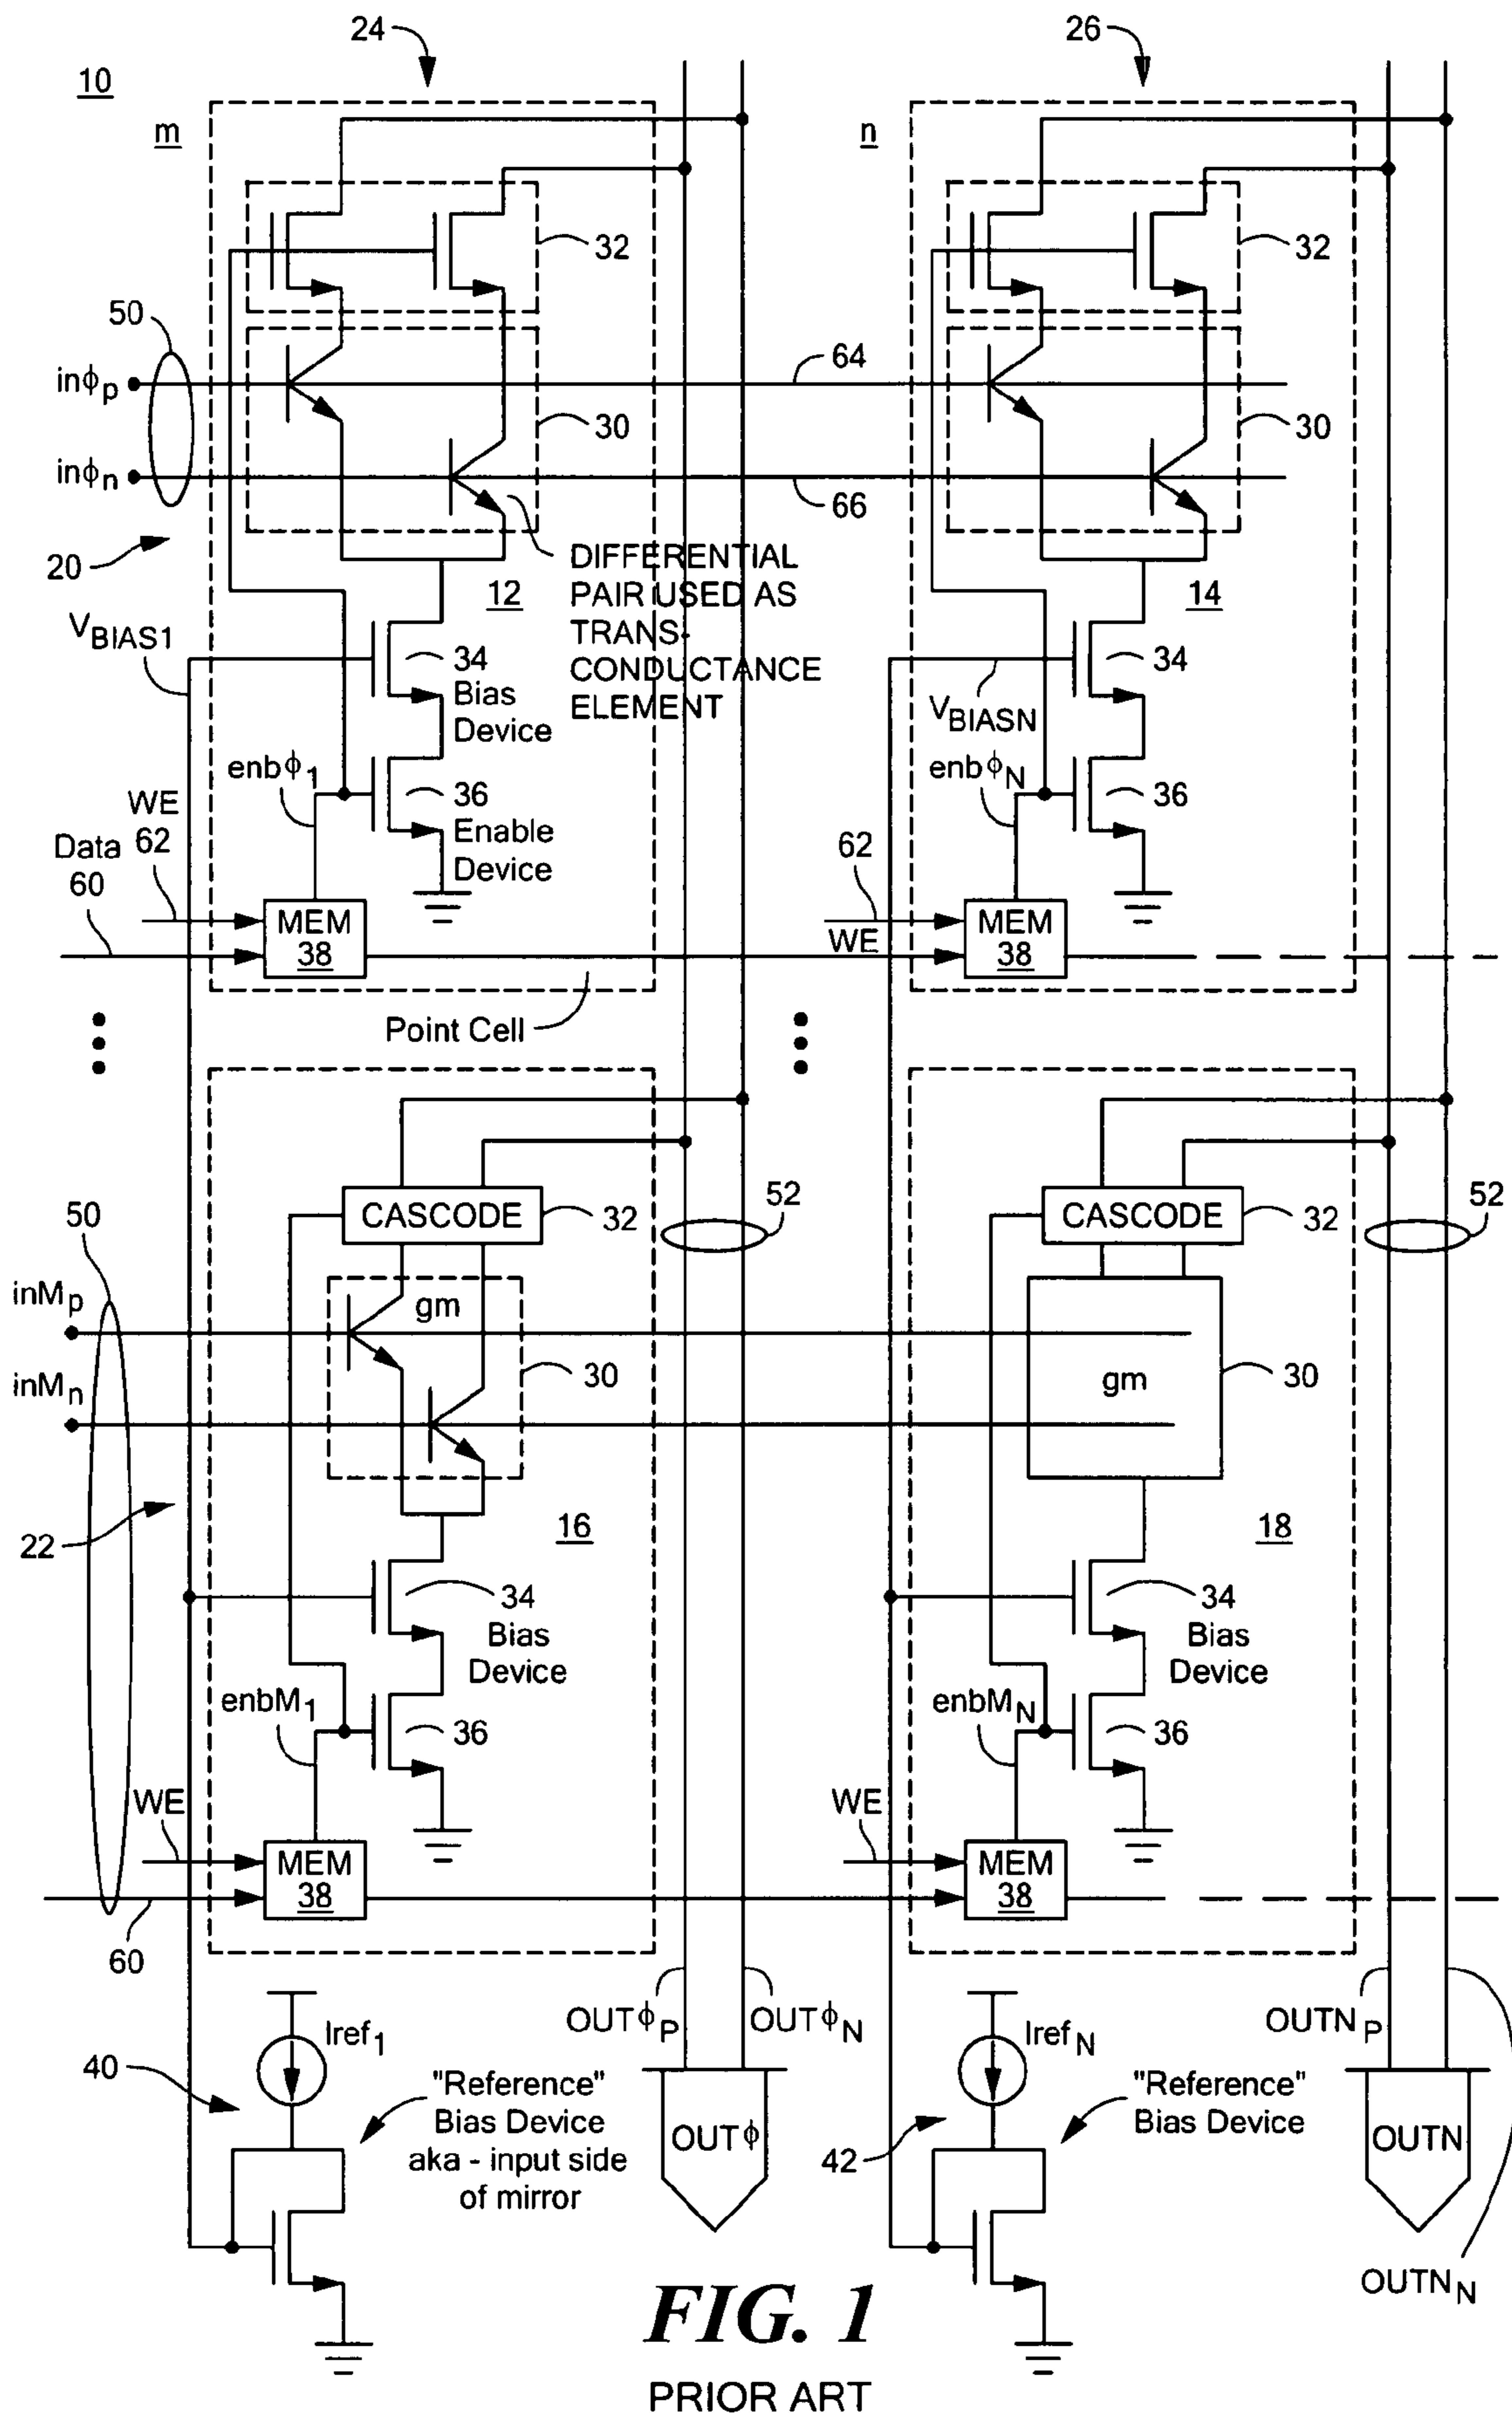 24
26
10
m
n
32
32
50
64
inϕp
30
30
inϕn
66
20
DIFFERENTIAL
PAIR USED AS
TRANS-
CONDUCTANCE
ELEMENT
12
14
VBIAS1
34
Bias
Device
34
VBIASN
enbϕ1
enbϕN
WE
62
36
Enable
Device
36
Data
60
62
MEM
38
WE
MEM
38
Point Cell
50
CASCODE
32
52
CASCODE
32
52
inMp
gm
inMn
30
gm
30
22
16
18
34
Bias
Device
34
Bias
Device
enbM1
36
enbMN
36
WE
WE
MEM
38
MEM
38
60
OUTϕP
OUTϕN
OUTNP
Iref1
IrefN
40
"Reference"
Bias Device
aka - input side
of mirror
OUTϕ
42
"Reference"
Bias Device
OUTN
OUTNN
FIG. 1
PRIOR ART